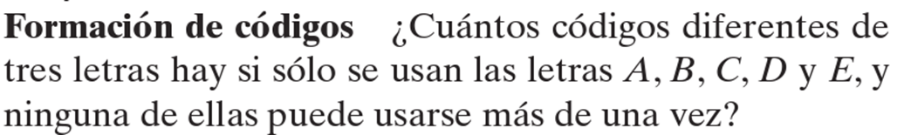 Formación de códigos ¿Cuántos códigos diferentes de
tres letras hay si sólo se usan las letras A, B, C, D y E, y
ninguna de ellas puede usarse más de una vez?